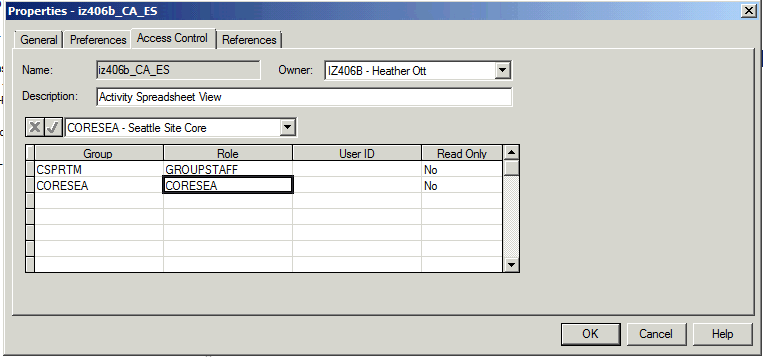 Properties - iz406b_CA_ES
General Preferences Access Control References
Name: iz406b_CA_ES Owner: IZ406B - Heather Ott
Description: Activity Spreadsheet View
CORESEA - Seattle Site Core
Group Role User ID Read Only
CSPRTM GROUPSTAFF No
CORESEA CORESEA No
OK Cancel Help